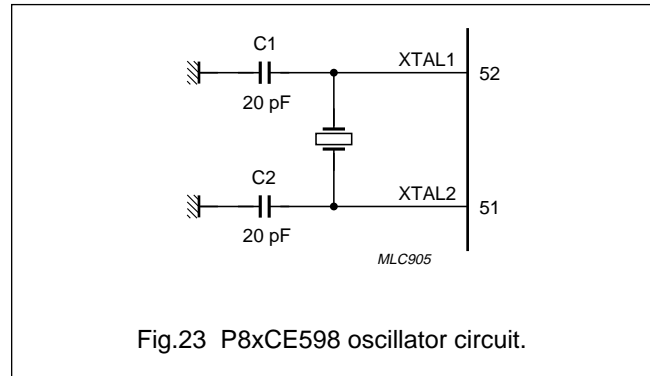 C1
XTAL1
52
20 pF
C2
XTAL2
51
20 pF
MLC905
Fig.23 P8xCE598 oscillator circuit.